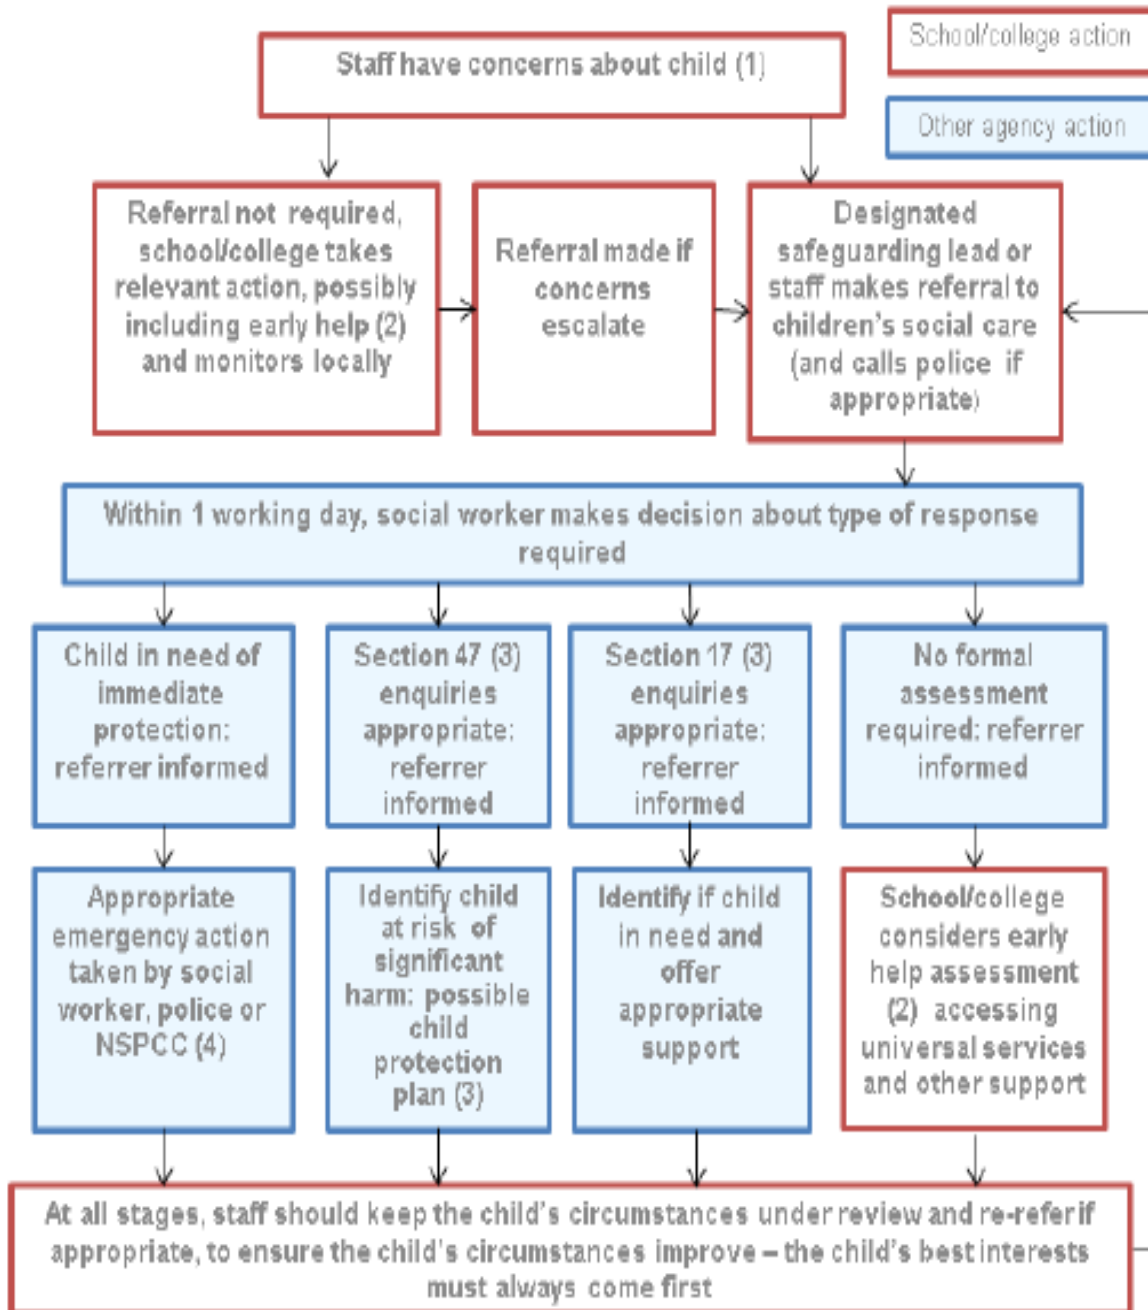 School/college action
Staff have concerns about child (1)
Other agency action
Referral not required,
school/college takes
relevant action, possibly
including early help (2)
and monitors locally
Referral made if
concerns
escalate
Designated
safeguarding lead or
staff makes referral to
children's social care
(and calls police if
appropriate)
Within 1 working day, social worker makes decision about type of response
required
Child in need of
immediate
protection:
referrer informed
Section 47 (3)
enquiries
appropriate:
referrer
informed
Section 17 (3)
enquiries
appropriate:
referrer
informed
No formal
assessment
required: referrer
informed
Appropriate
emergency action
taken by social
worker, police or
NSPCC (4)
Identify child
at risk of
significant
harm: possible
child
protection
plan (3)
Identify if child
in need and
offer
appropriate
support
School/college
considers early
help assessment
(2) accessing
universal services
and other support
At all stages, staff should keep the child's circumstances under review and re-refer if
appropriate, to ensure the child's circumstances improve – the child's best interests
must always come first